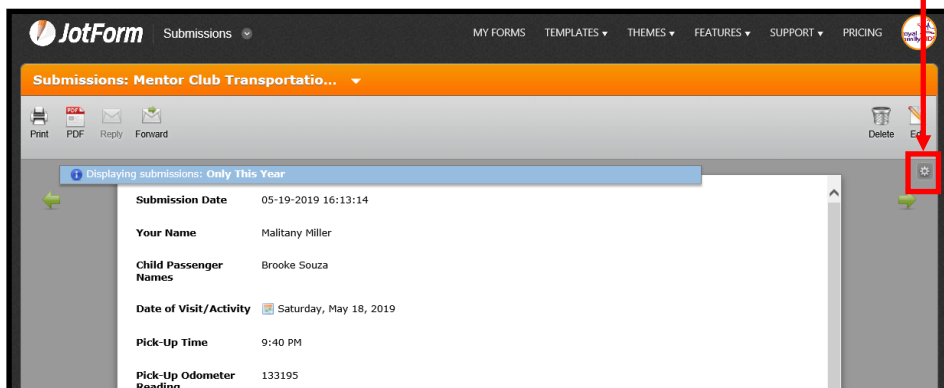 JotForm Submissions MY FORMS TEMPLATES ▾ THEMES ▾ FEATURES ▾ SUPPORT ▾ PRICING
Submissions: Mentor Club Transportatio...
Print PDF Reply Forward Delete
Displaying submissions: Only This Year
Submission Date 05-19-2019 16:13:14
Your Name Malitany Miller
Child Passenger Brooke Souza
Names
Date of Visit/Activity Saturday, May 18, 2019
Pick-Up Time 9:40 PM
Pick-Up Odometer 133195
Reading